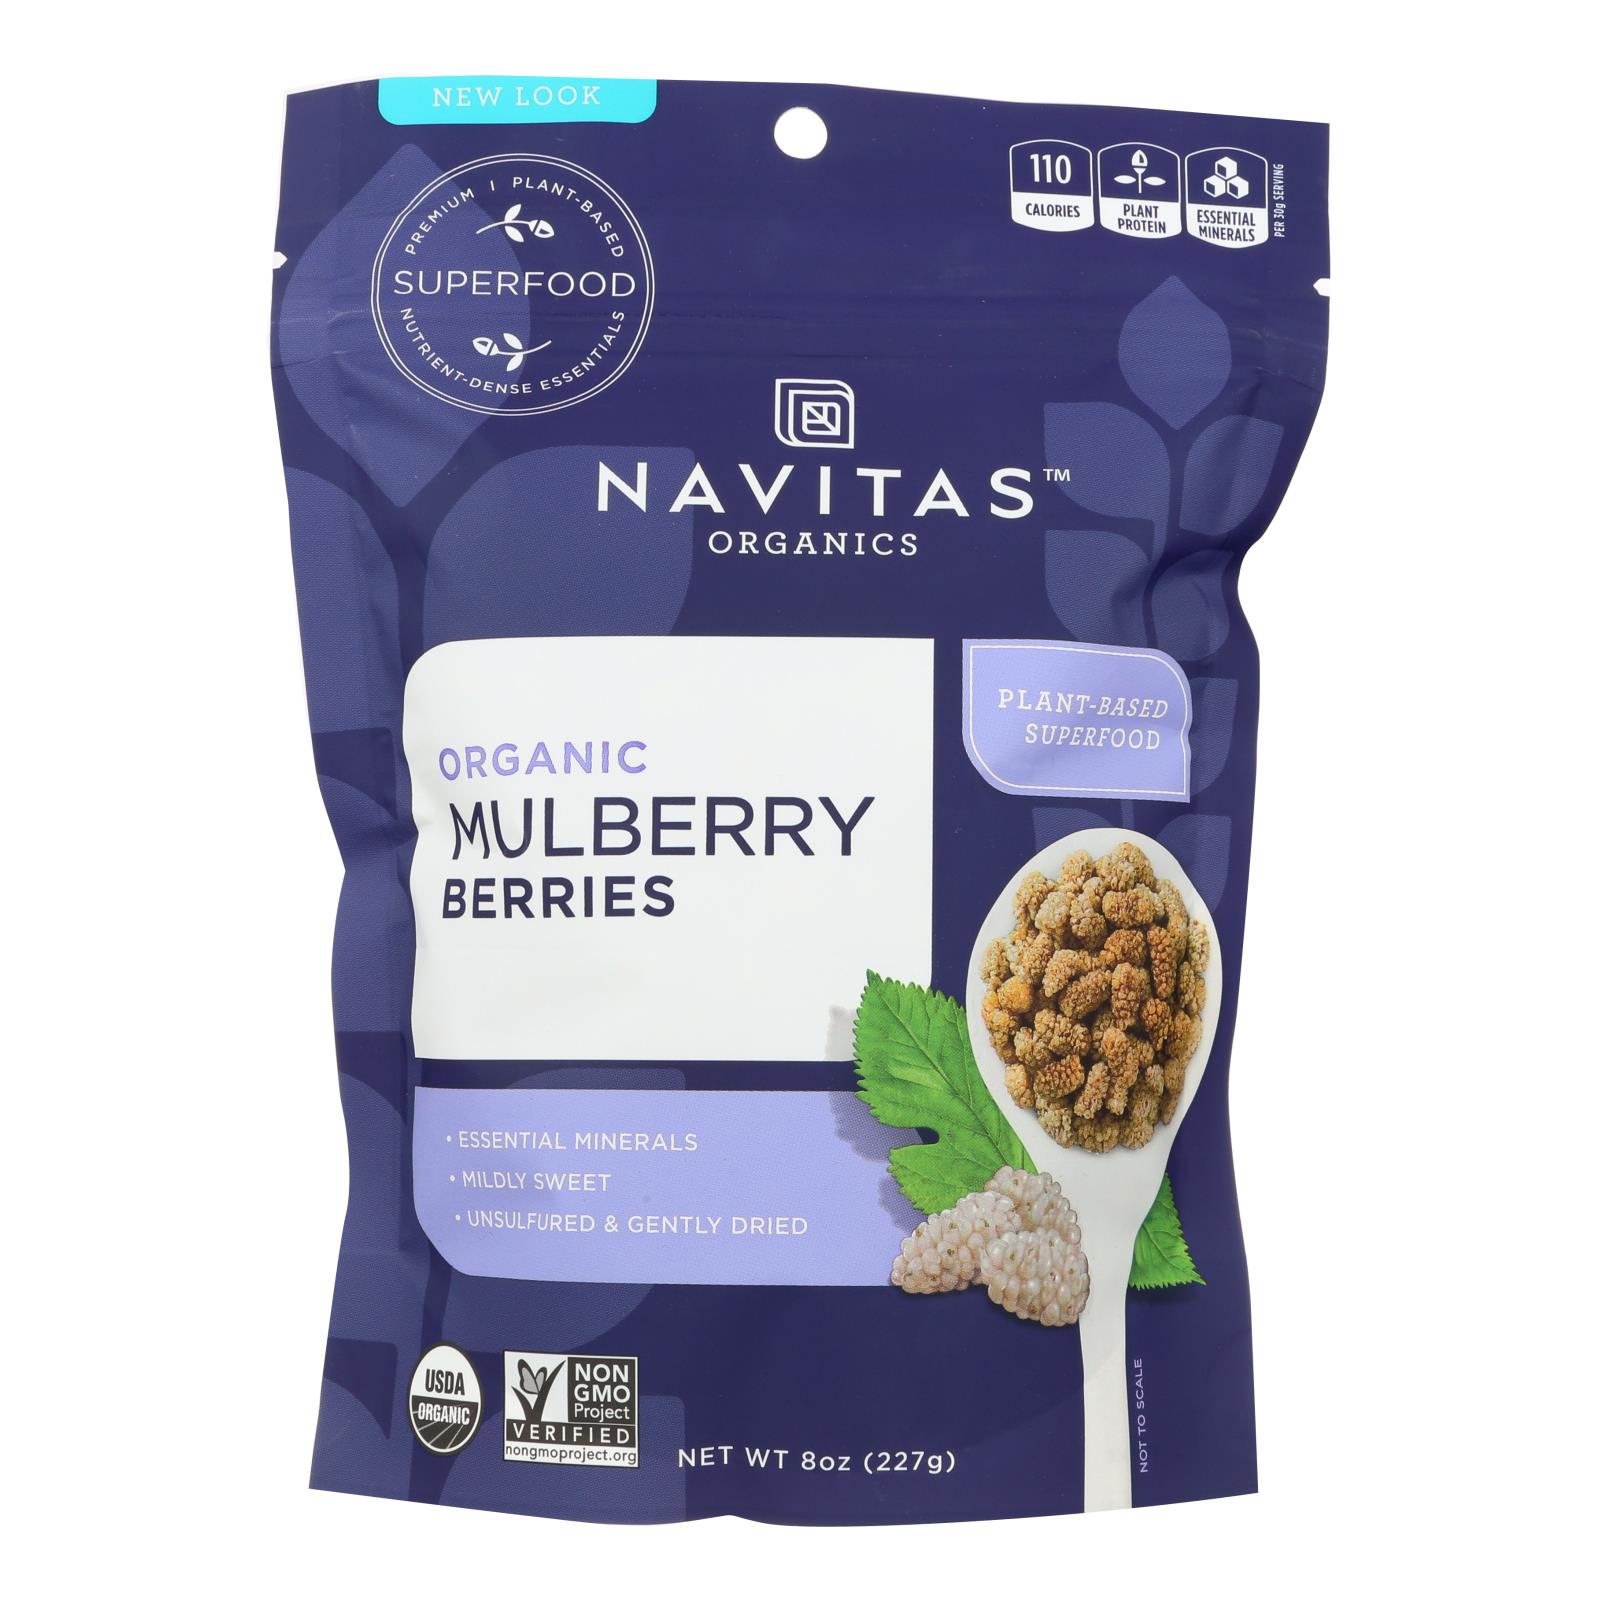 NEW LOOK
PREMIUM | PLANT-BASED
SUPERFOOD
NUTRIENT-DENSE ESSENTIALS
110
CALORIES
PLANT
PROTEIN
ESSENTIAL
MINERALS
PER 30g SERVING
NAVITAS™
ORGANICS
ORGANIC
MULBERRY
BERRIES
PLANT-BASED
SUPERFOOD
• ESSENTIAL MINERALS
• MILDLY SWEET
• UNSULFURED & GENTLY DRIED
USDA
ORGANIC
NON
GMO
Project
VERIFIED
nongmoproject.org
NET WT 8oz (227g)
NOT TO SCALE